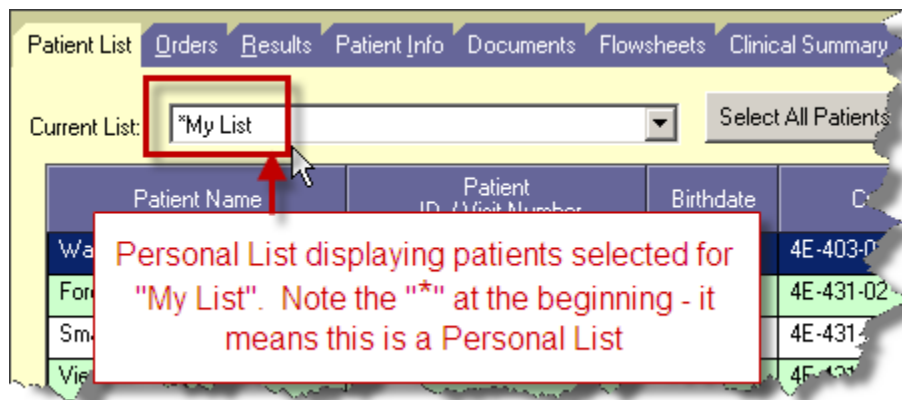 Patient List Orders Results Patient Info Documents Flowsheets Clinical Summary
Current List: *My List Select All Patients
Patient Name Patient Birthdate
ID / Visit Number
Personal List displaying patients selected for
"My List". Note the "*" at the beginning - it
means this is a Personal List
4E-403-0
4E-431-02
4E-431-